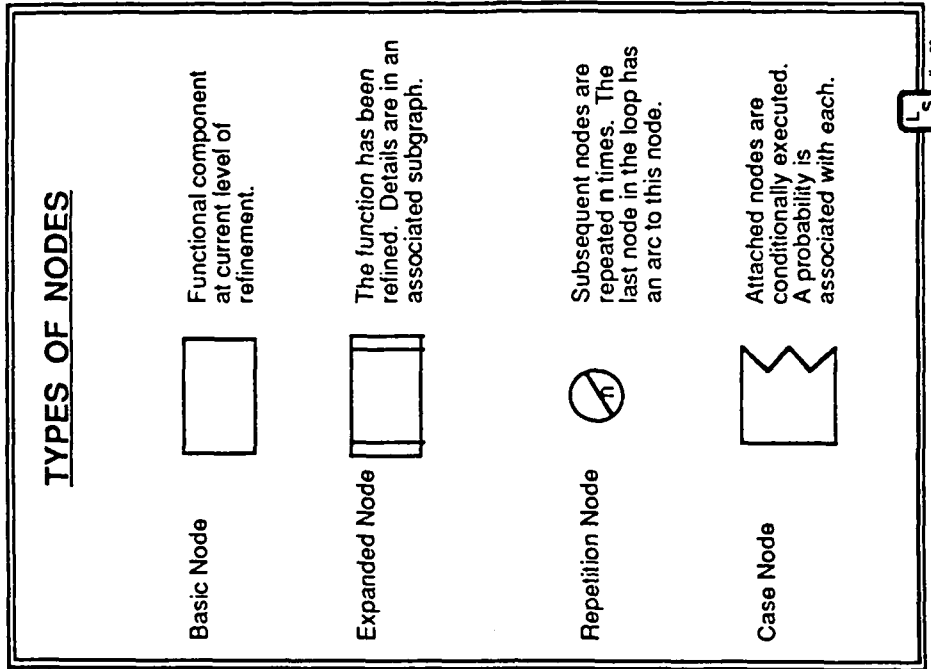 TYPES OF NODES
Basic Node
Functional component
at current level of
refinement.
Expanded Node
The function has been
refined. Details are in an
associated subgraph.
Repetition Node
n
Subsequent nodes are
repeated n times. The
last node in the loop has
an arc to this node.
Case Node
Attached nodes are
conditionally executed.
A probability is
associated with each.